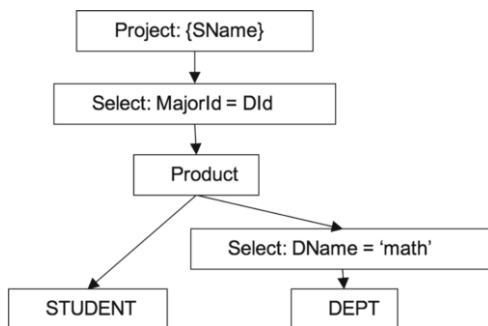 Project: {SName}
Select: MajorId = DId
Product
Select: DName = ‘math’
STUDENT
DEPT